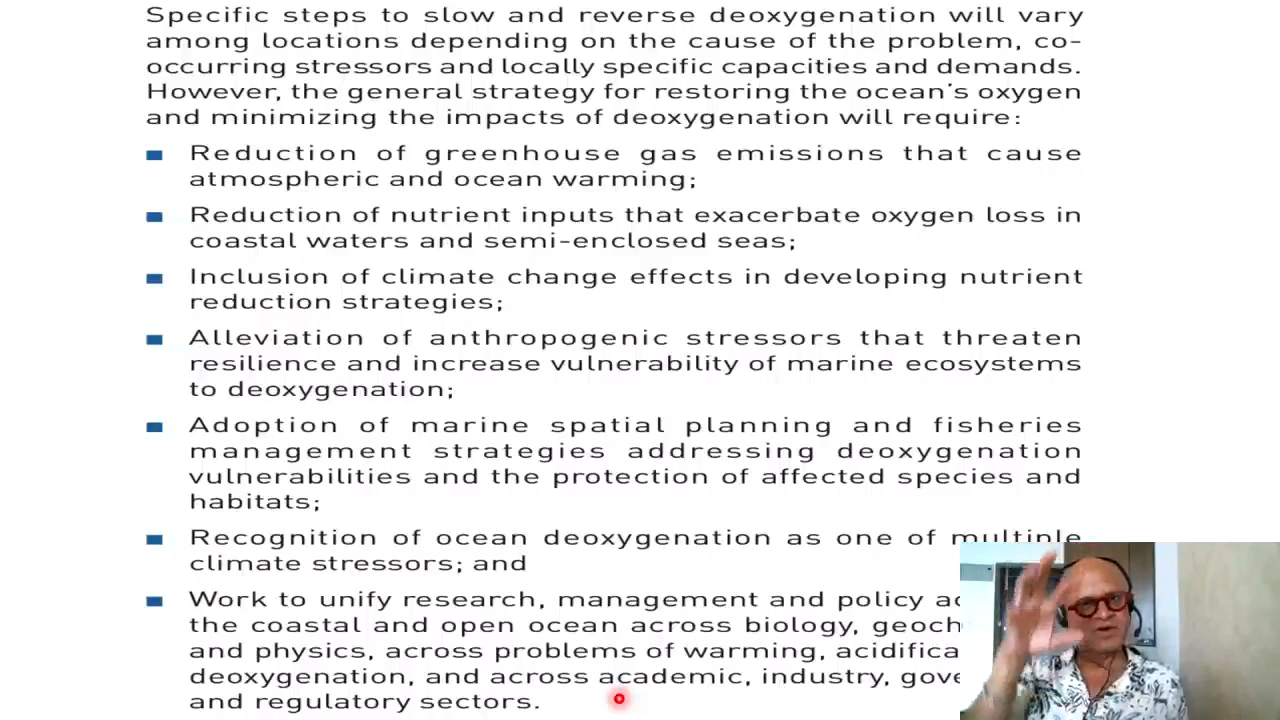 Specific steps to slow and reverse deoxygenation will vary
among locations depending on the cause of the problem, co-
occurring stressors and locally specific capacities and demands.
However, the general strategy for restoring the ocean's oxygen
and minimizing the impacts of deoxygenation will require:
Reduction of greenhouse gas emissions that cause
atmospheric and ocean warming;
Reduction of nutrient inputs that exacerbate oxygen loss in
coastal waters and semi-enclosed seas;
Inclusion of climate change effects in developing nutrient
reduction strategies;
Alleviation of anthropogenic stressors that threaten
resilience and increase vulnerability of marine ecosystems
to deoxygenation;
Adoption of marine spatial planning and fisheries
management strategies addressing deoxygenation
vulnerabilities and the protection of affected species and
habitats;
Recognition of ocean deoxygenation as one of multiple
climate stressors; and
Work to unify research, management and policy
the coastal and open ocean across biology,
and physics, across problems of warming,
deoxygenation, and across academic, industry,
and regulatory sectors.